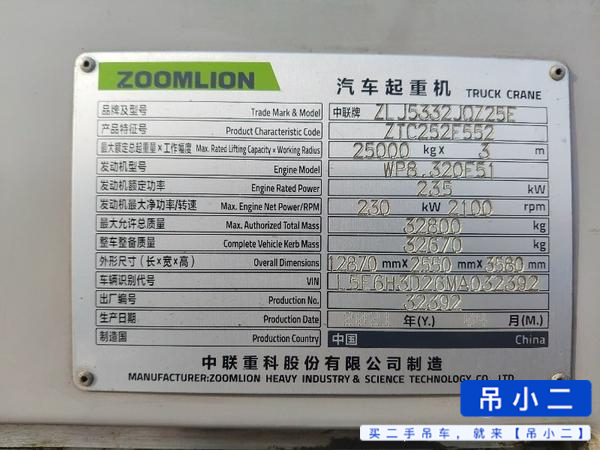 ZOOMLION 汽车起重机 TRUCK CRANE
品牌及型号 Trade Mark & Model 中联牌 ZLJ5332JQZ25E
产品特征号 Product Characteristic Code ZTC252E552
最大额定总起重量×工作幅度 Max. Rated Lifting Capacity × Working Radius 25000 kg× 3 m
发动机型号 Engine Model WP8.320E51
发动机额定功率 Engine Rated Power 235 kW
发动机最大净功率/转速 Max. Engine Net Power/RPM 230 kW 2100 rpm
最大允许总质量 Max. Authorized Total Mass 32800 kg
整车整备质量 Complete Vehicle Kerb Mass 32670 kg
外形尺寸（长×宽×高） Overall Dimensions 12870 mm× 2550 mm× 3580 mm
车辆识别代号 VIN L5E6H3D26MA032392
出厂编号 Production No. 32392
生产日期 Production Date 年(Y.) 月(M.)
制造国 Production Country 中国 China
中联重科股份有限公司制造
MANUFACTURER:ZOOMLION HEAVY INDUSTRY & SCIENCE TECHNOLOGY CO. LTD.
吊小二
买二手吊车，就来【吊小二】